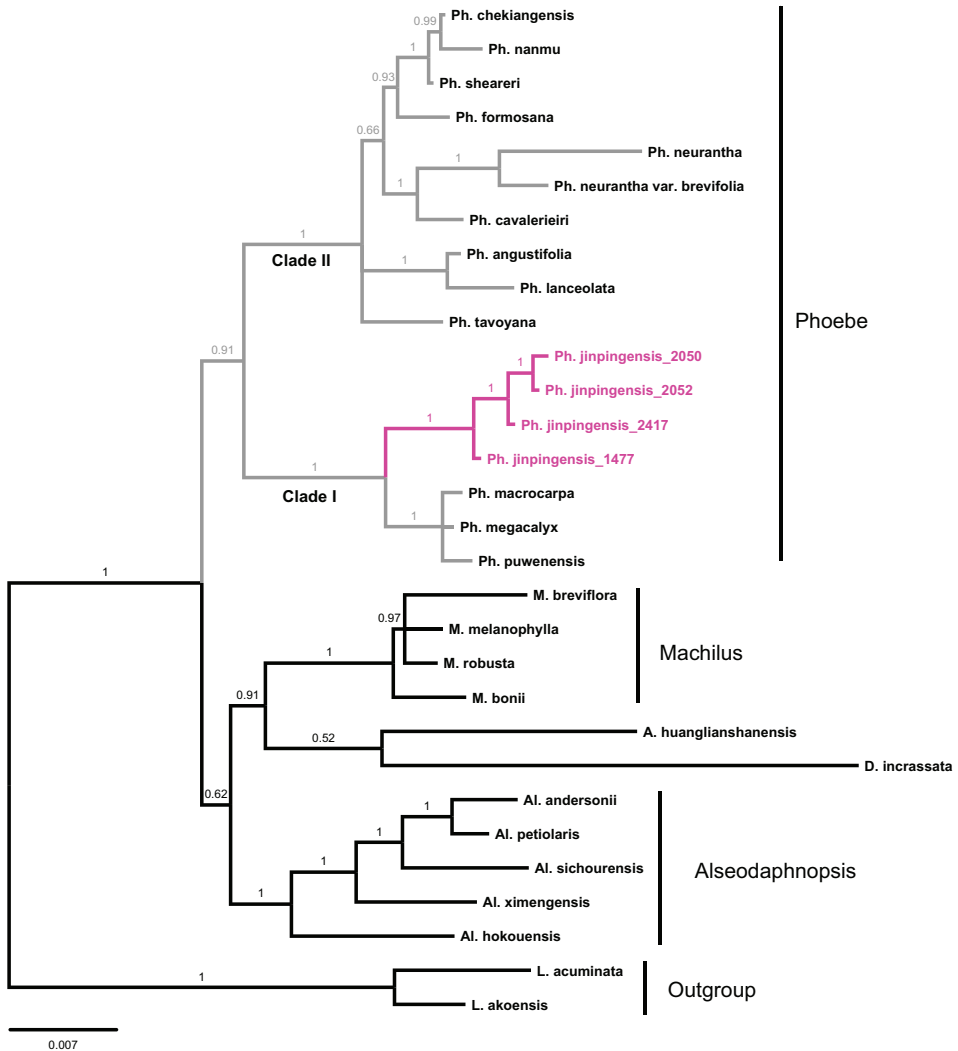 Ph. chekiangensis
0.99
Ph. nanmu
1
Ph. sheareri
0.93
Ph. formosana
0.66
Ph. neurantha
1
Ph. neurantha var. brevifolia
1
Ph. cavalerieiri
1
Clade II
Ph. angustifolia
1
Ph. lanceolata
Ph. tavoyana
Phoebe
0.91
Ph. jinpingensis_2050
1
Ph. jinpingensis_2052
1
Ph. jinpingensis_2417
1
Ph. jinpingensis_1477
1
Clade I
Ph. macrocarpa
Ph. megacalyx
1
Ph. puwenensis
1
M. breviflora
0.97
M. melanophylla
Machilus
1
M. robusta
M. bonii
0.91
A. huanglianshanensis
0.52
D. incrassata
0.62
Al. andersonii
1
Al. petiolaris
1
Al. sichourensis
Alseodaphnopsis
1
Al. ximengensis
1
Al. hokouensis
L. acuminata
1
Outgroup
L. akoensis
0.007